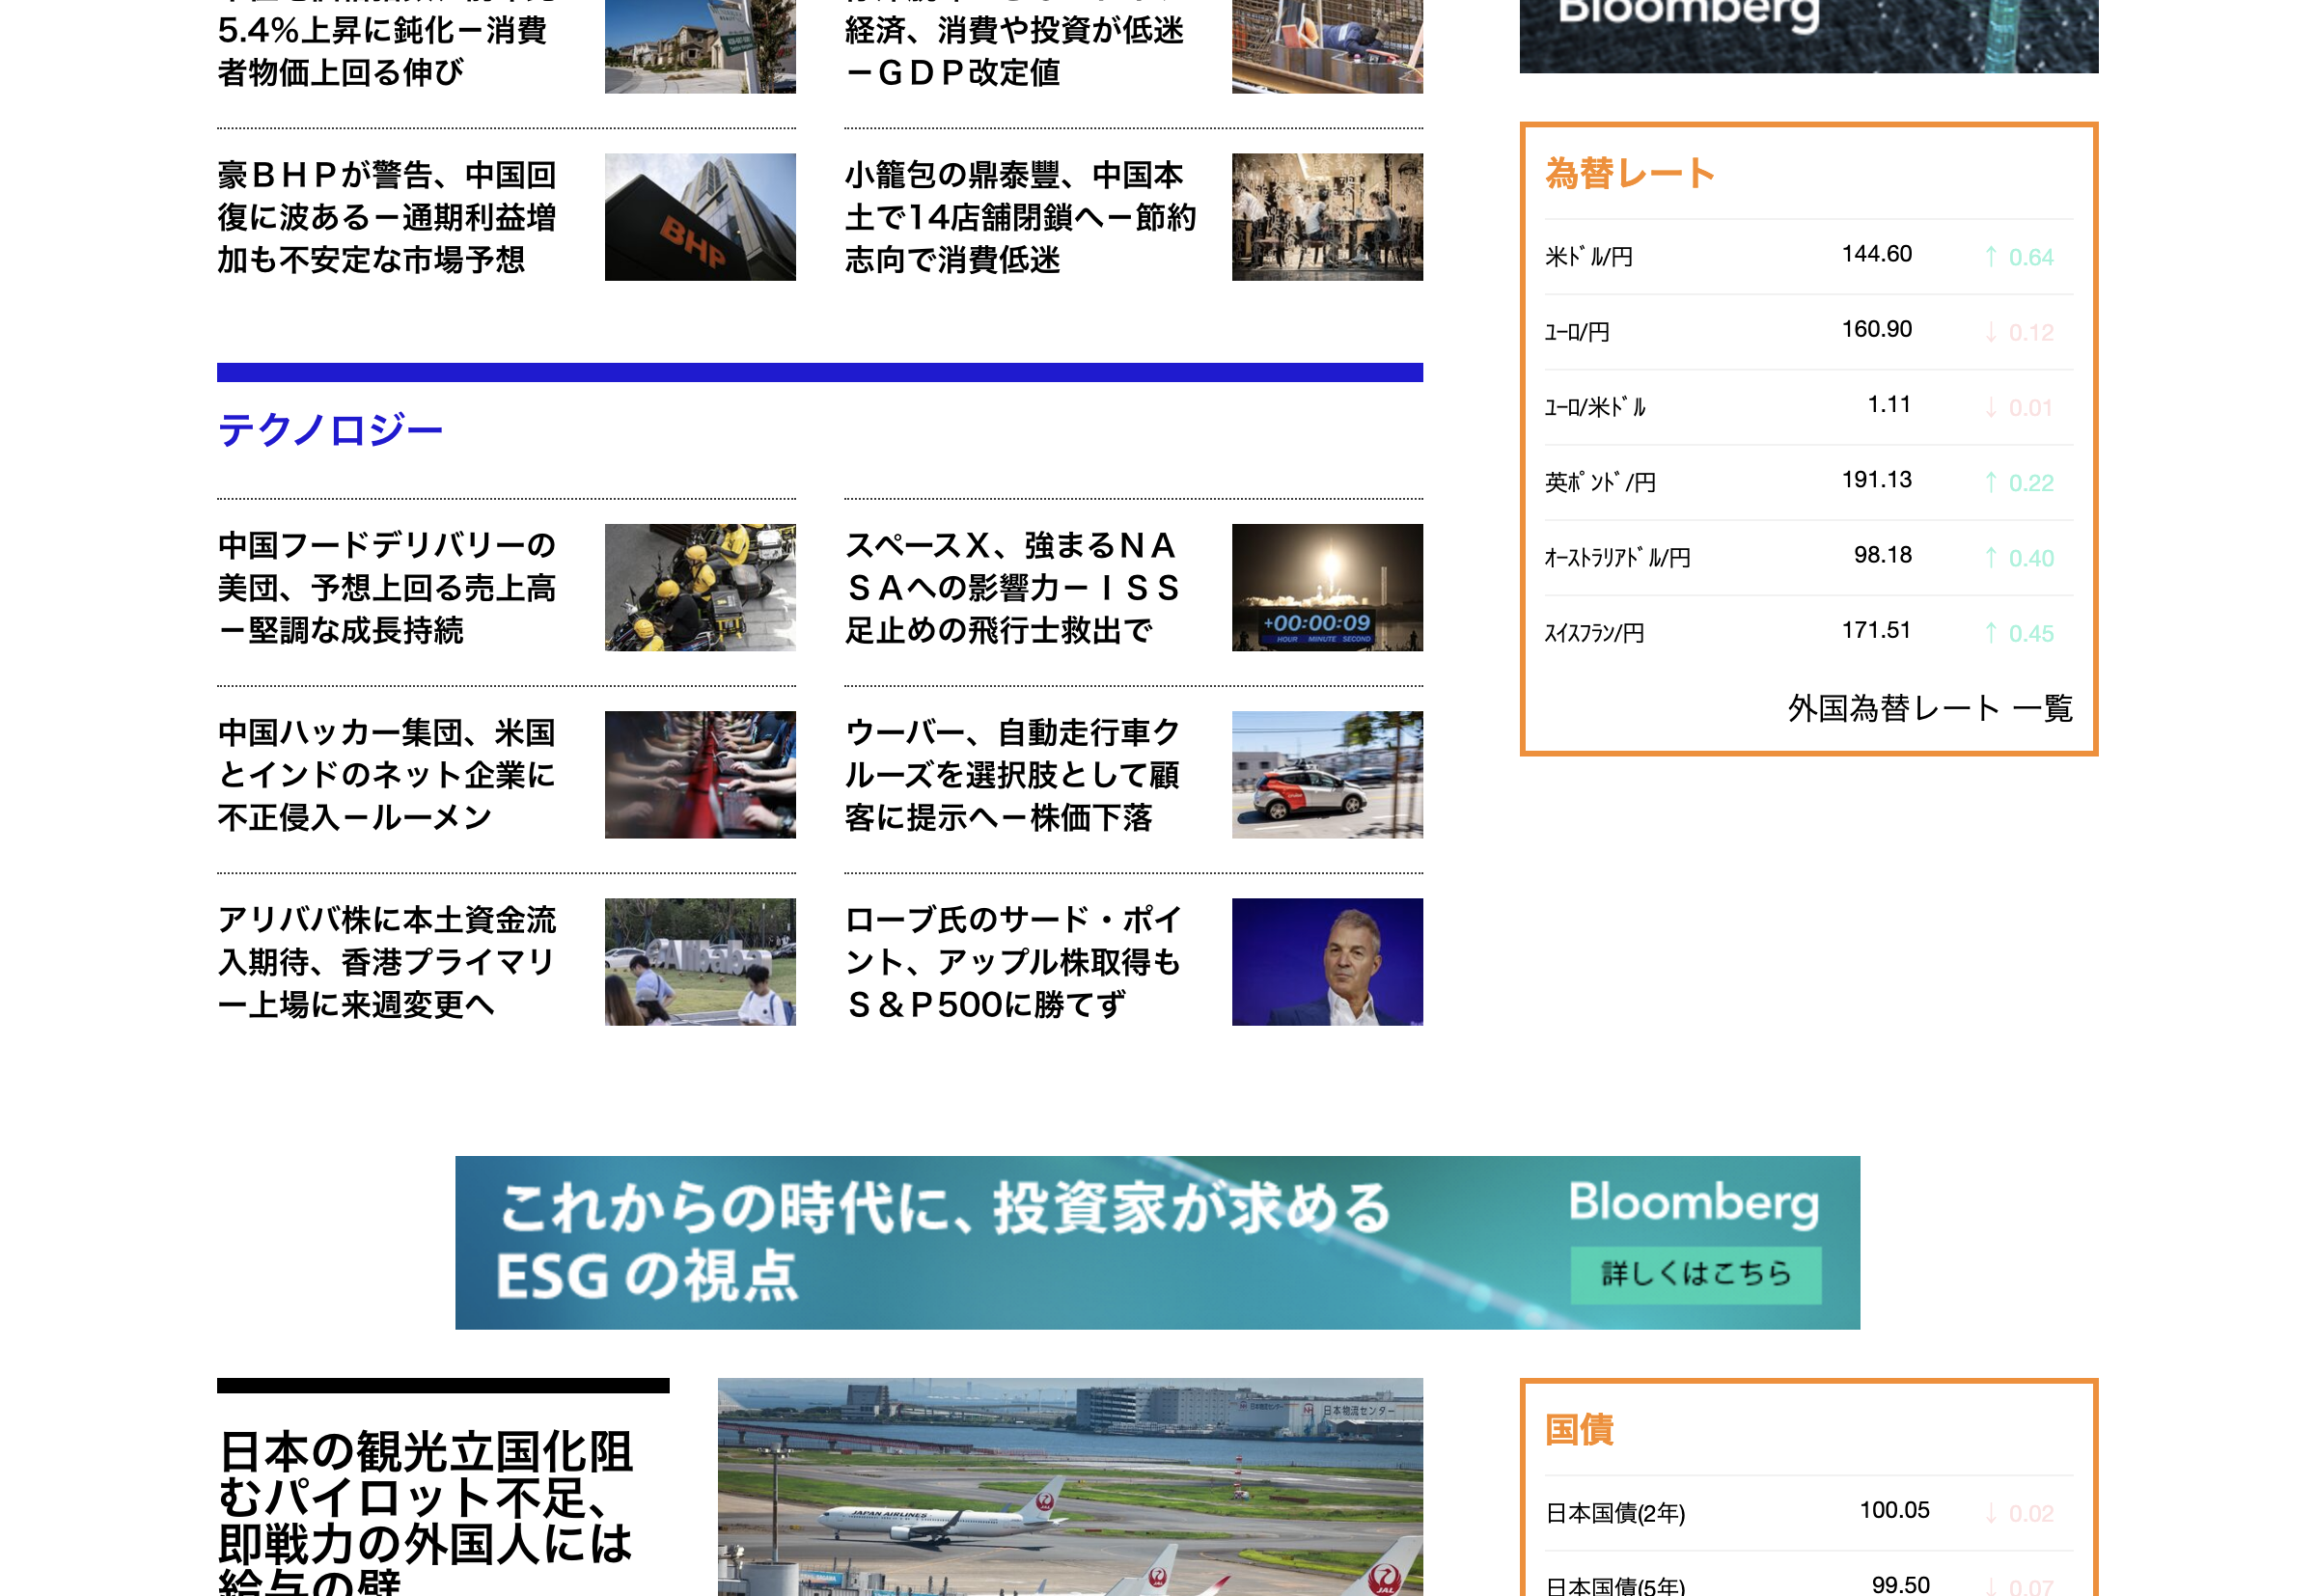 5.4%上昇に鈍化－消費
者物価上回る伸び
経済、消費や投資が低迷
－ＧＤＰ改定値
豪ＢＨＰが警告、中国回
復に波ある－通期利益増
加も不安定な市場予想
BHP
小籠包の鼎泰豐、中国本
土で14店舗閉鎖へ－節約
志向で消費低迷
テクノロジー
中国フードデリバリーの
美団、予想上回る売上高
－堅調な成長持続
スペースＸ、強まるＮＡ
ＳＡへの影響力－ＩＳＳ
足止めの飛行士救出で
+00:00:09
HOUR MINUTE SECOND
中国ハッカー集団、米国
とインドのネット企業に
不正侵入－ルーメン
ウーバー、自動走行車ク
ルーズを選択肢として顧
客に提示へ－株価下落
アリババ株に本土資金流
入期待、香港プライマリ
ー上場に来週変更へ
Alibaba
ローブ氏のサード・ポイ
ント、アップル株取得も
Ｓ＆Ｐ500に勝てず
Bloomberg
為替レート
米ﾄﾞﾙ/円 144.60 ↑ 0.64
ﾕｰﾛ/円 160.90 ↓ 0.12
ﾕｰﾛ/米ﾄﾞﾙ 1.11 ↓ 0.01
英ﾎﾟﾝﾄﾞ/円 191.13 ↑ 0.22
ｵｰｽﾄﾗﾘｱﾄﾞﾙ/円 98.18 ↑ 0.40
ｽｲｽﾌﾗﾝ/円 171.51 ↑ 0.45
外国為替レート 一覧
これからの時代に、投資家が求める
ESG の視点
Bloomberg
詳しくはこちら
日本の観光立国化阻
むパイロット不足、
即戦力の外国人には
給与の壁
日本物流センター
JAPAN AIRLINES
JAL
国債
日本国債(2年) 100.05 ↓ 0.02
日本国債(5年) 99.50 ↓ 0.07